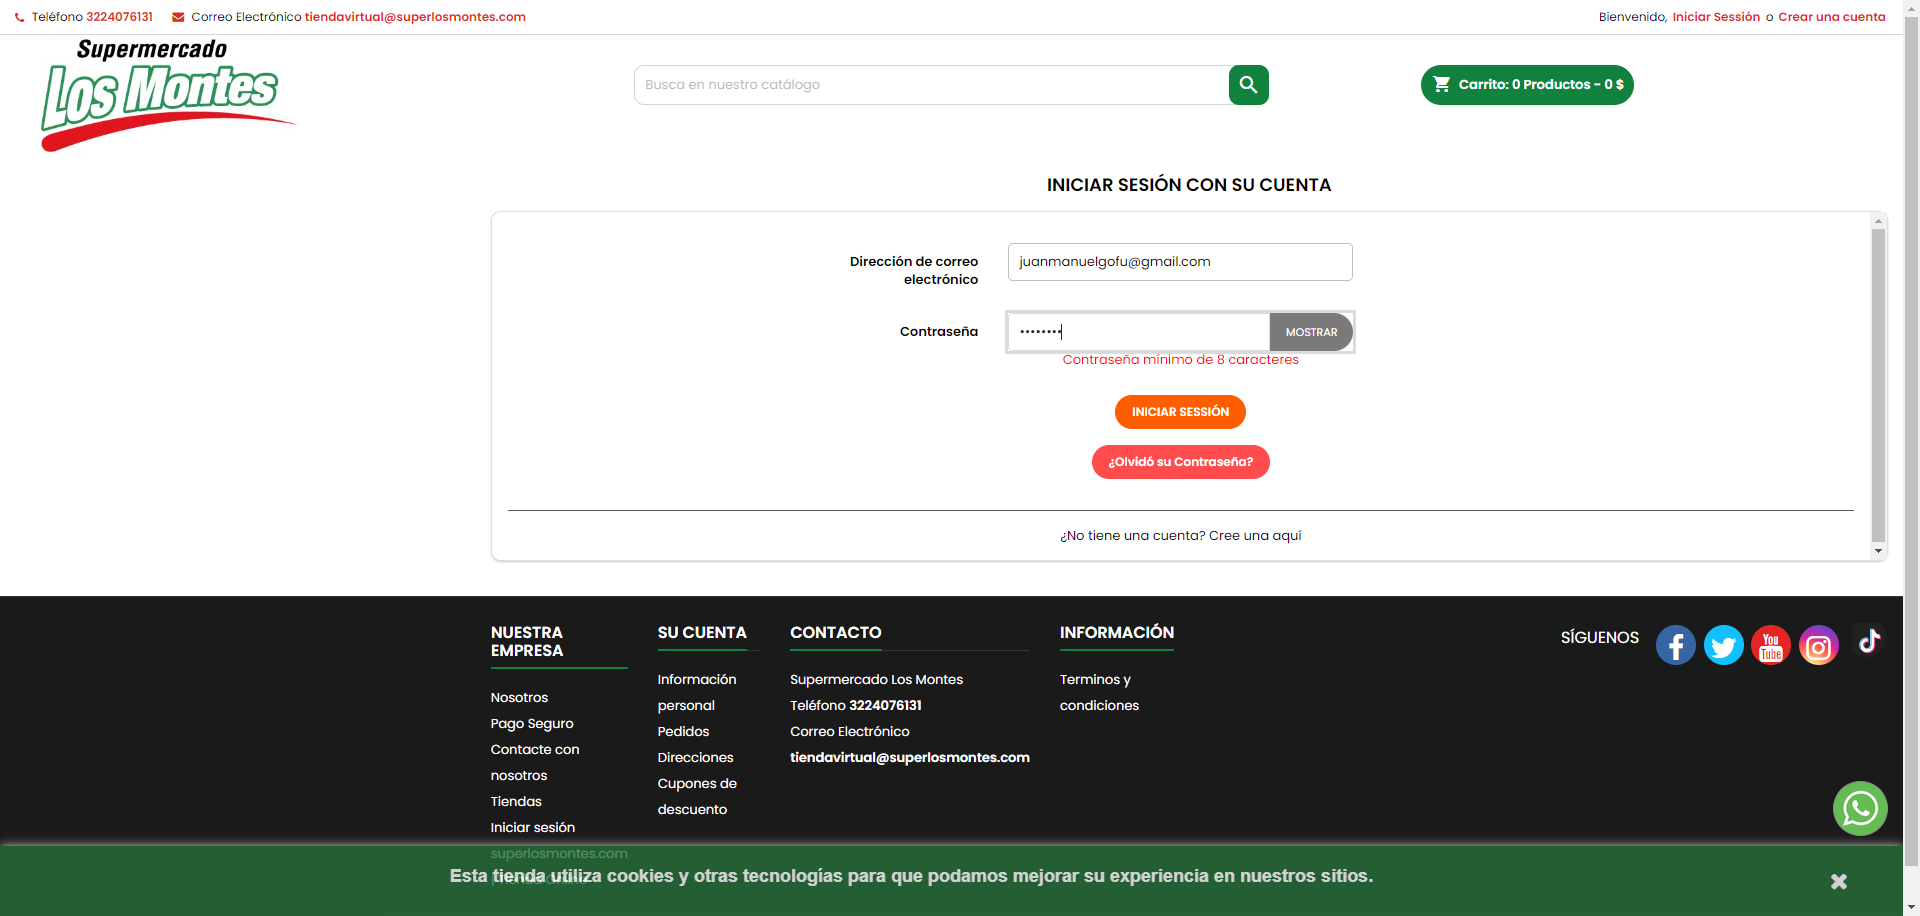 Teléfono 3224076131 Correo Electrónico tiendavirtual@superlosmontes.com
Bienvenido, Iniciar Sessión o Crear una cuenta
Supermercado
Los Montes
Busca en nuestro catálogo
Carrito: 0 Productos - 0 $
INICIAR SESIÓN CON SU CUENTA
Dirección de correo
electrónico
juanmanuelgofu@gmail.com
Contraseña
••••••••
MOSTRAR
Contraseña mínimo de 8 caracteres
INICIAR SESSIÓN
¿Olvidó su Contraseña?
¿No tiene una cuenta? Cree una aquí
NUESTRA
EMPRESA
Nosotros
Pago Seguro
Contacte con
nosotros
Tiendas
Iniciar sesión
superlosmontes.com
SU CUENTA
Información
personal
Pedidos
Direcciones
Cupones de
descuento
CONTACTO
Supermercado Los Montes
Teléfono 3224076131
Correo Electrónico
tiendavirtual@superlosmontes.com
INFORMACIÓN
Terminos y
condiciones
SÍGUENOS
You
Tube
Esta tienda utiliza cookies y otras tecnologías para que podamos mejorar su experiencia en nuestros sitios.